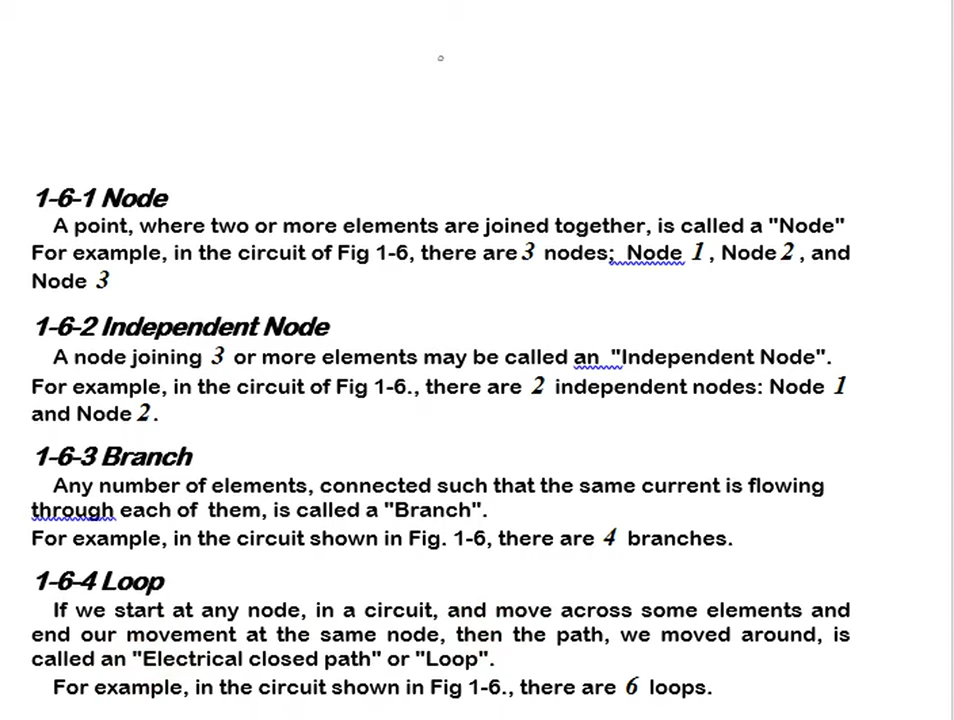 1-6-1 Node
A point, where two or more elements are joined together, is called a "Node"
For example, in the circuit of Fig 1-6, there are 3 nodes; Node 1, Node 2, and
Node 3
1-6-2 Independent Node
A node joining 3 or more elements may be called an "Independent Node".
For example, in the circuit of Fig 1-6., there are 2 independent nodes: Node 1
and Node 2.
1-6-3 Branch
Any number of elements, connected such that the same current is flowing
through each of them, is called a "Branch".
For example, in the circuit shown in Fig. 1-6, there are 4 branches.
1-6-4 Loop
If we start at any node, in a circuit, and move across some elements and
end our movement at the same node, then the path, we moved around, is
called an "Electrical closed path" or "Loop".
For example, in the circuit shown in Fig 1-6., there are 6 loops.